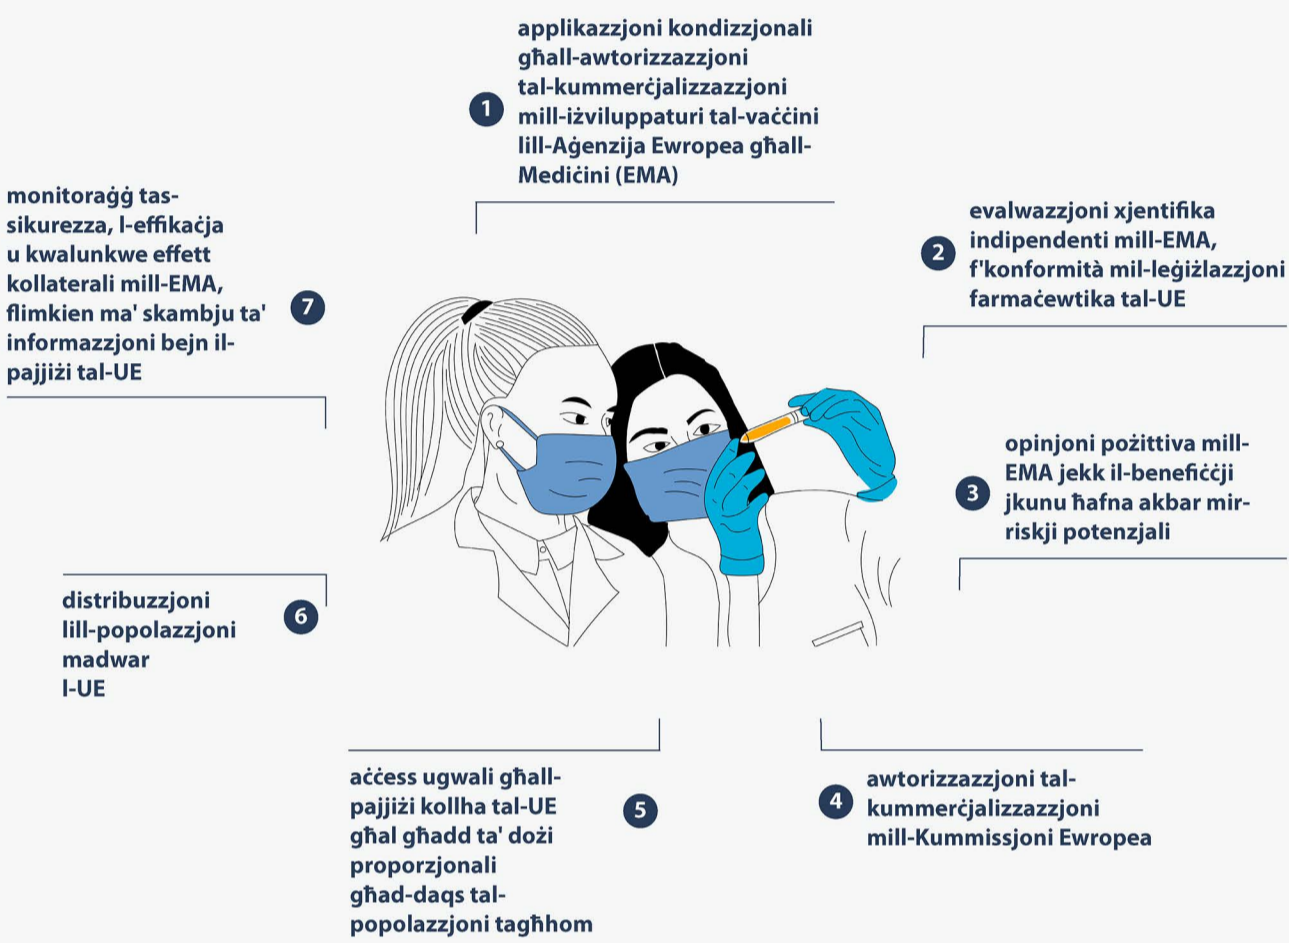 1
applikazzjoni kondizzjonali
għall-awtorizzazzjoni
tal-kummerċjalizzazzjoni
mill-iżviluppaturi tal-vaċċini
lill-Aġenzija Ewropea għall-
Mediċini (EMA)
2
evalwazzjoni xjentifika
indipendenti mill-EMA,
f'konformità mil-leġiżlazzjoni
farmaċewtika tal-UE
3
opinjoni pożittiva mill-
EMA jekk il-benefiċċji
jkunu ħafna akbar mir-
riskji potenzjali
4
awtorizzazzjoni tal-
kummerċjalizzazzjoni
mill-Kummissjoni Ewropea
5
aċċess ugwali għall-
pajjiżi kollha tal-UE
għal għadd ta' dożi
proporzjonali
għad-daqs tal-
popolazzjoni tagħhom
6
distribuzzjoni
lill-popolazzjoni
madwar
l-UE
7
monitoraġġ tas-
sikurezza, l-effikaċja
u kwalunkwe effett
kollaterali mill-EMA,
flimkien ma' skambju ta'
informazzjoni bejn il-
pajjiżi tal-UE